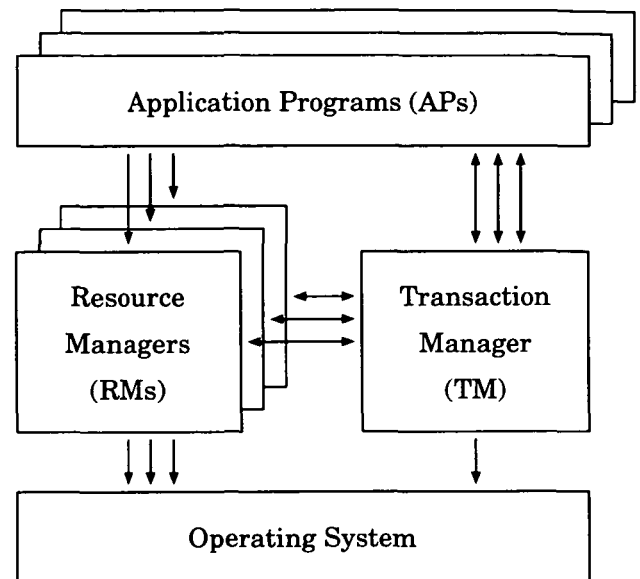 Application Programs (APs)
Resource
Managers
(RMs)
Transaction
Manager
(TM)
Operating System